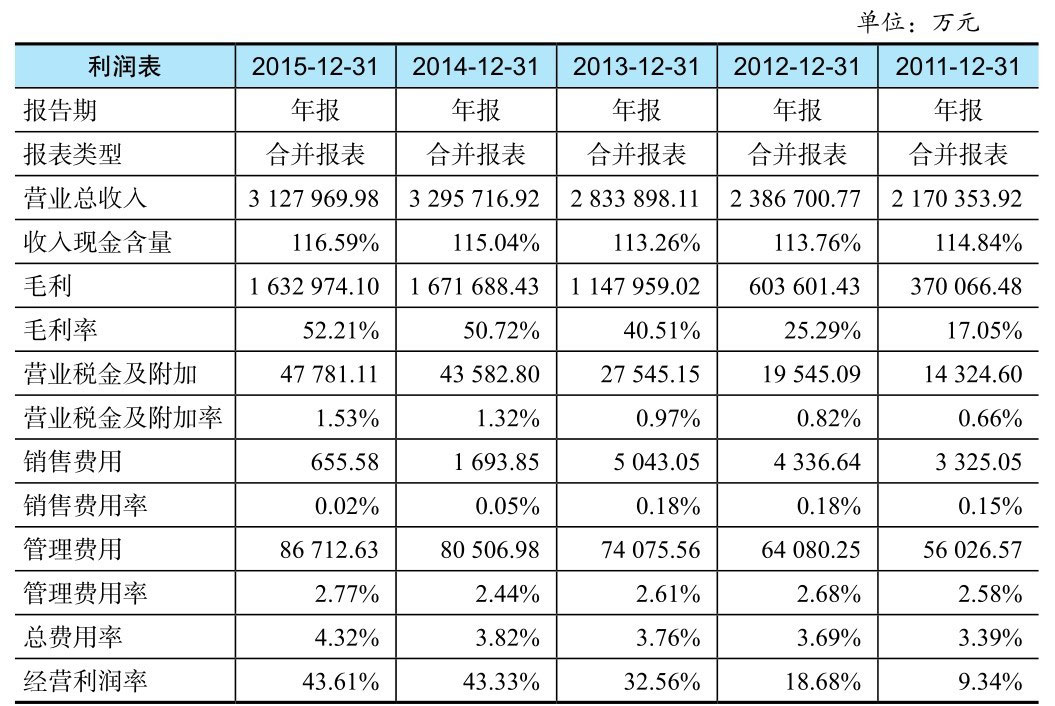 单位：万元
利润表 2015-12-31 2014-12-31 2013-12-31 2012-12-31 2011-12-31
报告期 年报 年报 年报 年报 年报
报表类型 合并报表 合并报表 合并报表 合并报表 合并报表
营业总收入 3 127 969.98 3 295 716.92 2 833 898.11 2 386 700.77 2 170 353.92
收入现金含量 116.59% 115.04% 113.26% 113.76% 114.84%
毛利 1 632 974.10 1 671 688.43 1 147 959.02 603 601.43 370 066.48
毛利率 52.21% 50.72% 40.51% 25.29% 17.05%
营业税金及附加 47 781.11 43 582.80 27 545.15 19 545.09 14 324.60
营业税金及附加率 1.53% 1.32% 0.97% 0.82% 0.66%
销售费用 655.58 1 693.85 5 043.05 4 336.64 3 325.05
销售费用率 0.02% 0.05% 0.18% 0.18% 0.15%
管理费用 86 712.63 80 506.98 74 075.56 64 080.25 56 026.57
管理费用率 2.77% 2.44% 2.61% 2.68% 2.58%
总费用率 4.32% 3.82% 3.76% 3.69% 3.39%
经营利润率 43.61% 43.33% 32.56% 18.68% 9.34%